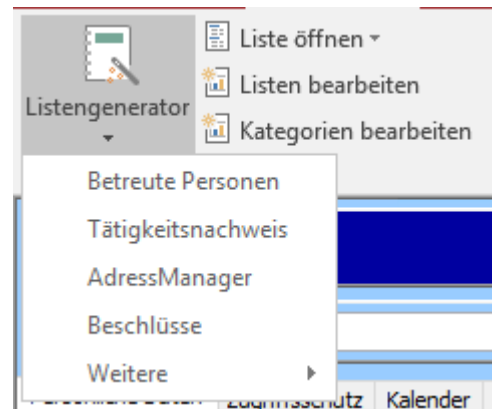 Liste öffnen
Listen bearbeiten
Listengenerator
Kategorien bearbeiten
Betreute Personen
Tätigkeitsnachweis
AdressManager
Beschlüsse
Weitere
Kalender